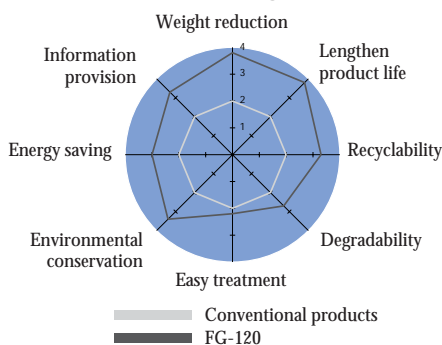 Weight reduction
Information
provision
Lengthen
product life
4
3
2
1
Energy saving
Recyclability
Environmental
conservation
Degradability
Easy treatment
Conventional products
FG-120